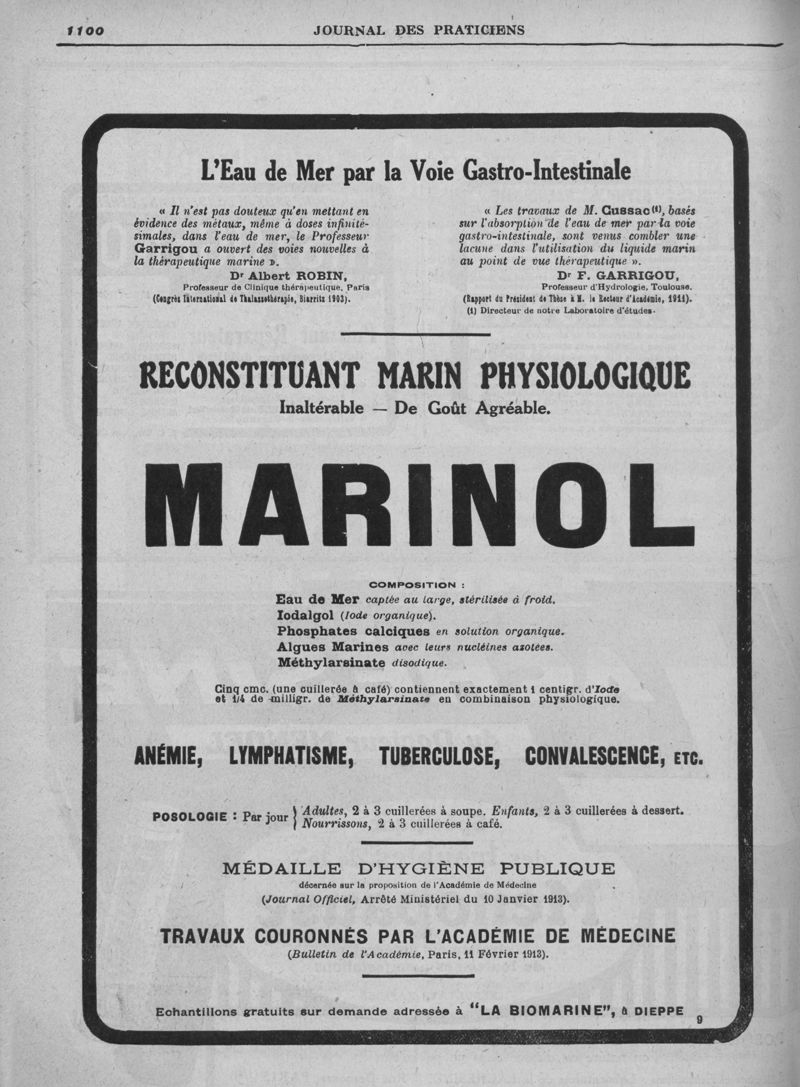 1100
JOURNAL DES PRATICIENS
L'Eau de Mer par la Voie Gastro-Intestinale
« Il n'est pas douteux qu'en mettant en
évidence des métaux, même à doses infinité-
simales, dans l'eau de mer, le Professeur
Garrigou a ouvert des voies nouvelles à
la thérapeutique marine ».
Dr Albert ROBIN,
Professeur de Clinique thérapeutique, Paris
(Congrès International de Thalassothérapie, Biarritz 1903).
« Les travaux de M. Cussac(1), basés
sur l'absorption de l'eau de mer par la voie
gastro-intestinale, sont venus combler une
lacune dans l'utilisation du liquide marin
au point de vue thérapeutique ».
Dr F. GARRIGOU,
Professeur d'Hydrologie, Toulouse.
(Rapport du Président de Thèse à M. le Recteur d'Académie, 1911).
(1) Directeur de notre Laboratoire d'études.
RECONSTITUANT MARIN PHYSIOLOGIQUE
Inaltérable — De Goût Agréable.
MARINOL
COMPOSITION :
Eau de Mer captée au large, stérilisée à froid.
Iodalgol (Iode organique).
Phosphates calciques en solution organique.
Algues Marines avec leurs nucléines azotées.
Méthylarsinate disodique.
Cinq cmc. (une cuillerée à café) contiennent exactement 1 centigr. d'Iode
et 1/4 de milligr. de Méthylarsinate en combinaison physiologique.
ANÉMIE, LYMPHATISME, TUBERCULOSE, CONVALESCENCE, ETC.
POSOLOGIE : Par jour { Adultes, 2 à 3 cuillerées à soupe. Enfants, 2 à 3 cuillerées à dessert.
Nourrissons, 2 à 3 cuillerées à café.
MÉDAILLE D'HYGIÈNE PUBLIQUE
décernée sur la proposition de l'Académie de Médecine
(Journal Officiel, Arrêté Ministériel du 10 Janvier 1913).
TRAVAUX COURONNÉS PAR L'ACADÉMIE DE MÉDECINE
(Bulletin de l'Académie, Paris, 11 Février 1913).
Echantillons gratuits sur demande adressée à "LA BIOMARINE", à DIEPPE
9